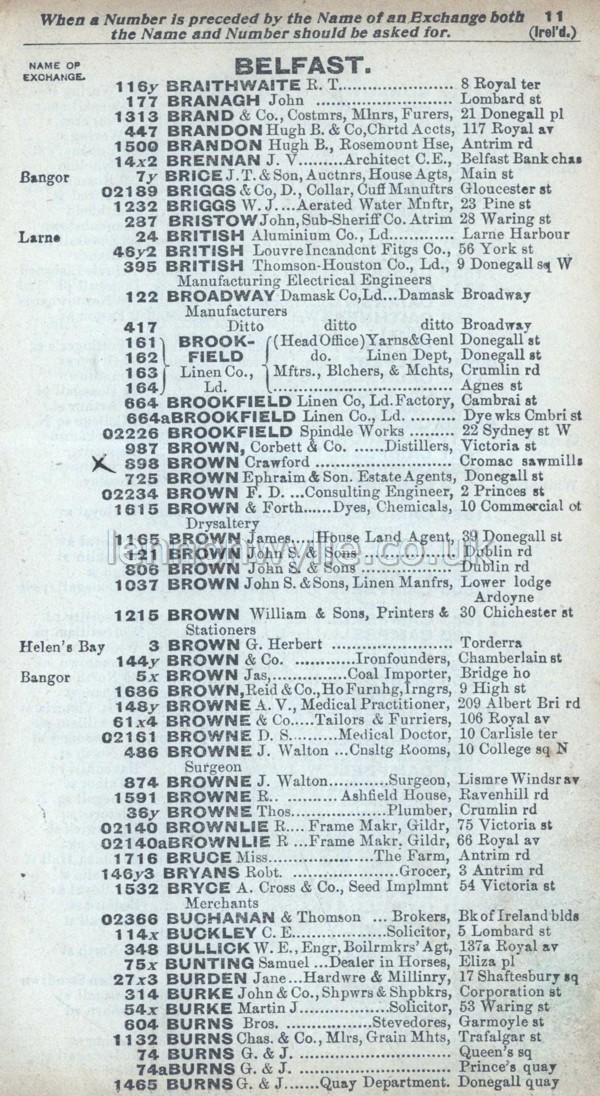 When a Number is preceded by the Name of an Exchange both 11
the Name and Number should be asked for. (Irel'd.)
NAME OF
EXCHANGE.
BELFAST.
116y BRAITHWAITE R. T..................... 8 Royal ter
177 BRANAGH John ..................... Lombard st
1313 BRAND & Co., Costmrs, Mlnrs, Furers, 21 Donegall pl
447 BRANDON Hugh B. & Co, Chrtd Accts, 117 Royal av
1500 BRANDON Hugh B., Rosemount Hse, Antrim rd
14x2 BRENNAN J. V.........Architect C.E., Belfast Bank chas
Bangor 7y BRICE J. T. & Son, Auctnrs, House Agts, Main st
02189 BRIGGS & Co, D., Collar, Cuff Manuftrs Gloucester st
1232 BRIGGS W. J....Aerated Water Mnftr, 23 Pine st
287 BRISTOW John, Sub-Sheriff Co. Atrim 28 Waring st
Larne 24 BRITISH Aluminium Co., Ld............. Larne Harbour
46y2 BRITISH Louvre Incandcnt Fitgs Co., 56 York st
395 BRITISH Thomson-Houston Co., Ld., 9 Donegall sq W
Manufacturing Electrical Engineers
122 BROADWAY Damask Co, Ld...Damask Broadway
Manufacturers
417 Ditto ditto ditto Broadway
161 BROOK- (Head Office) Yarns & Genl Donegall st
162 FIELD do. Linen Dept, Donegall st
163 Linen Co., Mftrs., Blchers, & Mchts, Crumlin rd
164 Ld. ........................... Agnes st
664 BROOKFIELD Linen Co, Ld. Factory, Cambrai st
664a BROOKFIELD Linen Co., Ld ......... Dye wks Cmbri st
02226 BROOKFIELD Spindle Works ......... 22 Sydney st W
987 BROWN, Corbett & Co. ......Distillers, Victoria st
898 BROWN Crawford ..................... Cromac sawmills
725 BROWN Ephraim & Son. Estate Agents, Donegall st
02234 BROWN F. D. ...Consulting Engineer, 2 Princes st
1615 BROWN & Forth......Dyes, Chemicals, 10 Commercial ct
Drysaltery
1165 BROWN James....House Land Agent, 39 Donegall st
121 BROWN John S. & Sons ............... Dublin rd
806 BROWN John S. & Sons ............... Dublin rd
lennonwylie.co.uk
1037 BROWN John S. & Sons, Linen Manfrs, Lower lodge
Ardoyne
1215 BROWN William & Sons, Printers & 30 Chichester st
Stationers
Helen's Bay 3 BROWN G. Herbert .................. Torderra
144y BROWN & Co. ............Ironfounders, Chamberlain st
Bangor 5x BROWN Jas,.............Coal Importer, Bridge ho
1686 BROWN, Reid & Co., Ho Furnhg, Irngrs, 9 High st
148y BROWNE A. V., Medical Practitioner, 209 Albert Bri rd
61x4 BROWNE & Co.....Tailors & Furriers, 106 Royal av
02161 BROWNE D. S.........Medical Doctor, 10 Carlisle ter
486 BROWNE J. Walton ...Cnsltg Rooms, 10 College sq N
Surgeon
874 BROWNE J. Walton............Surgeon, Lismre Windsr av
1591 BROWNE R.. ......... Ashfield House, Ravenhill rd
36y BROWNE Thos..................Plumber, Crumlin rd
02140 BROWNLIE R.... Frame Makr, Gildr, 75 Victoria st
02140a BROWNLIE R ...Frame Makr, Gildr, 66 Royal av
1716 BRUCE Miss..................The Farm, Antrim rd
146y3 BRYANS Robt. ..................Grocer, 3 Antrim rd
1532 BRYCE A. Cross & Co., Seed Implmnt 54 Victoria st
Merchants
02366 BUCHANAN & Thomson ... Brokers, Bk of Ireland blds
114x BUCKLEY C. E...............Solicitor, 5 Lombard st
348 BULLICK W. E., Engr, Boilrmkrs' Agt, 137a Royal av
75x BUNTING Samuel ...Dealer in Horses, Eliza pl
27x3 BURDEN Jane...Hardwre & Millinry, 17 Shaftesbury sq
314 BURKE John & Co., Shpwrs & Shpbkrs, Corporation st
54x BURKE Martin J.............Solicitor, 53 Waring st
604 BURNS Bros. ..................Stevedores, Garmoyle st
1132 BURNS Chas. & Co., Mlrs, Grain Mhts, Trafalgar st
74 BURNS G. & J. ........................ Queen's sq
74a BURNS G. & J. ........................ Prince's quay
1465 BURNS G. & J.......Quay Department. Donegall quay